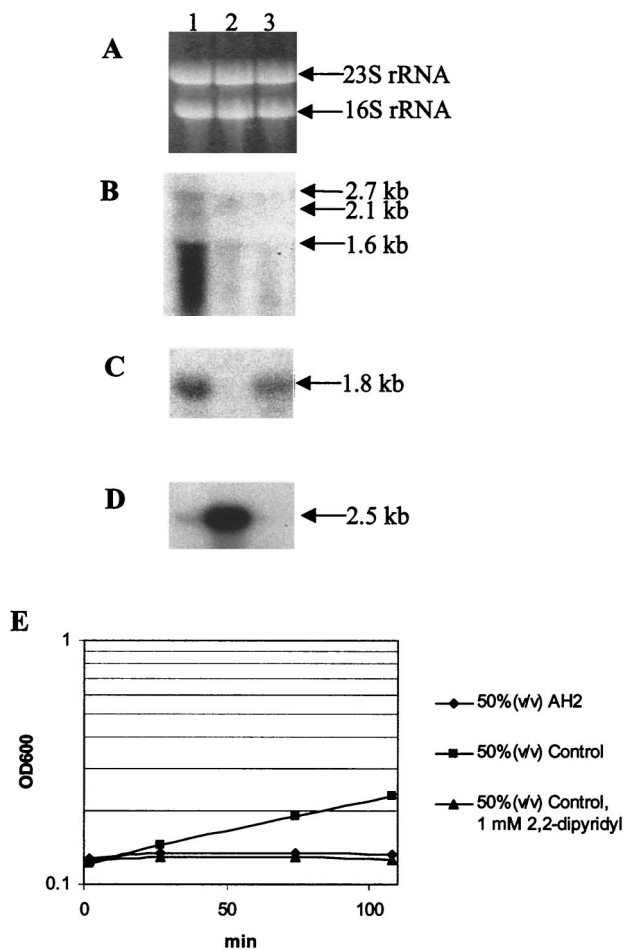 1 2 3
A
23S rRNA
16S rRNA
B
2.7 kb
2.1 kb
1.6 kb
C
1.8 kb
D
2.5 kb
E
1
0.1
OD600
0 50 100
min
50%(v/v) AH2
50%(v/v) Control
50%(v/v) Control,
1 mM 2,2-dipyridyl